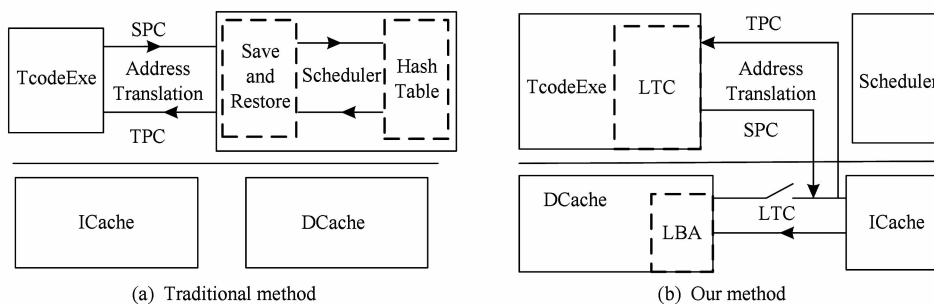 SPC
TcodeExe
Address
Translation
TPC
Save
and
Restore
Scheduler
Hash
Table
ICache
DCache
(a) Traditional method
TPC
TcodeExe
LTC
Address
Translation
SPC
Scheduler
DCache
LBA
LTC
ICache
(b) Our method